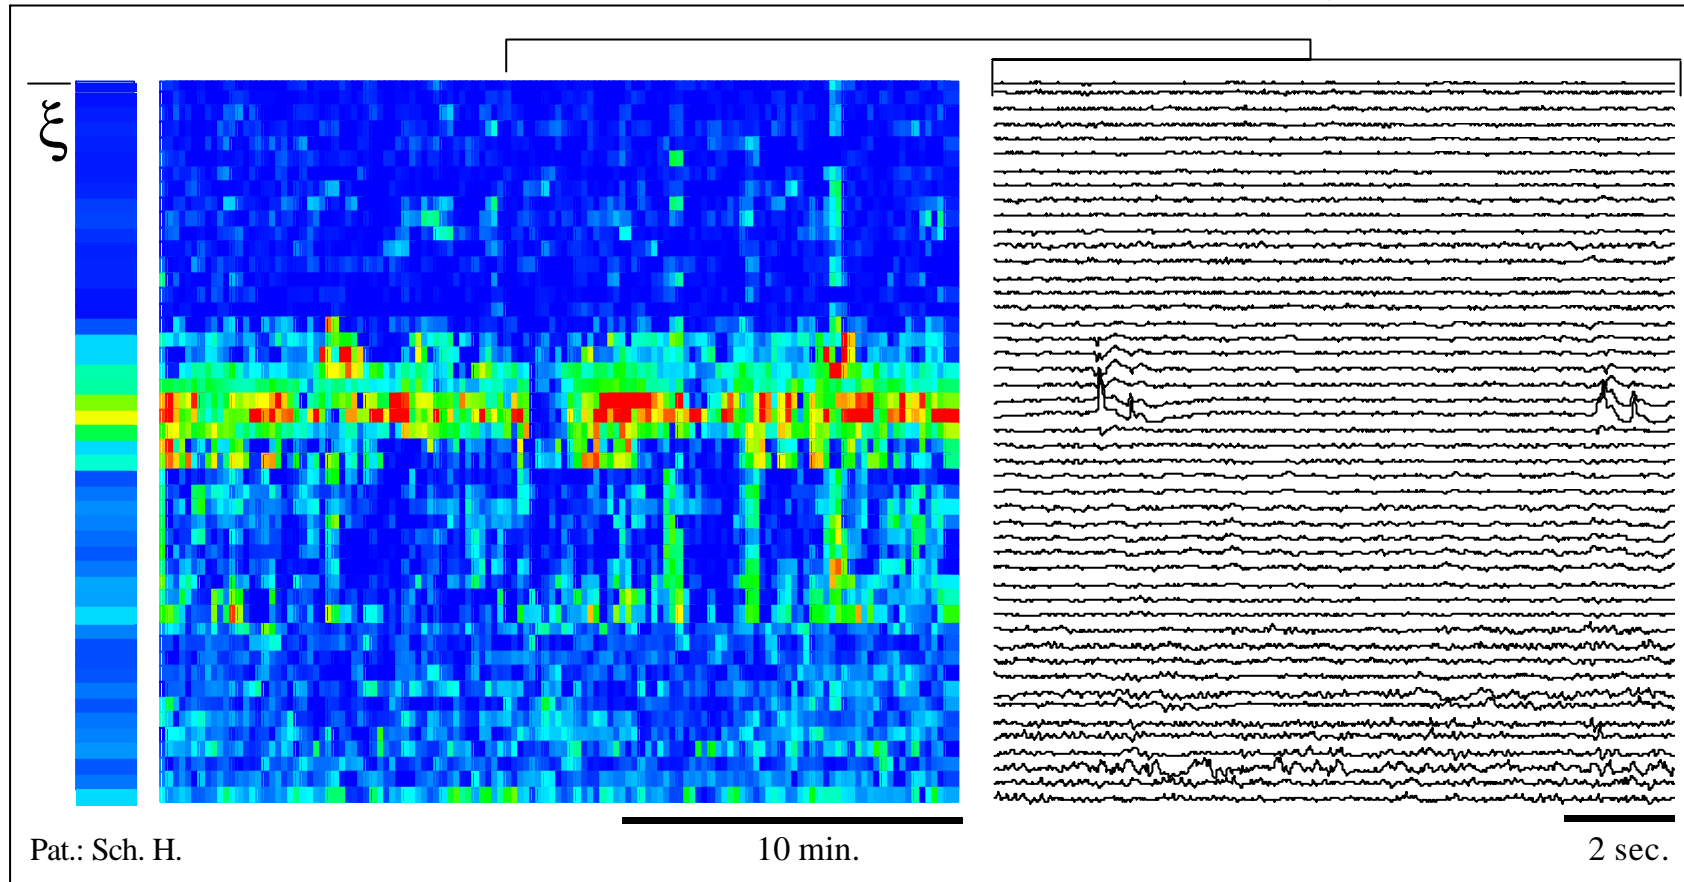 ξ
Pat.: Sch. H.
10 min.
2 sec.